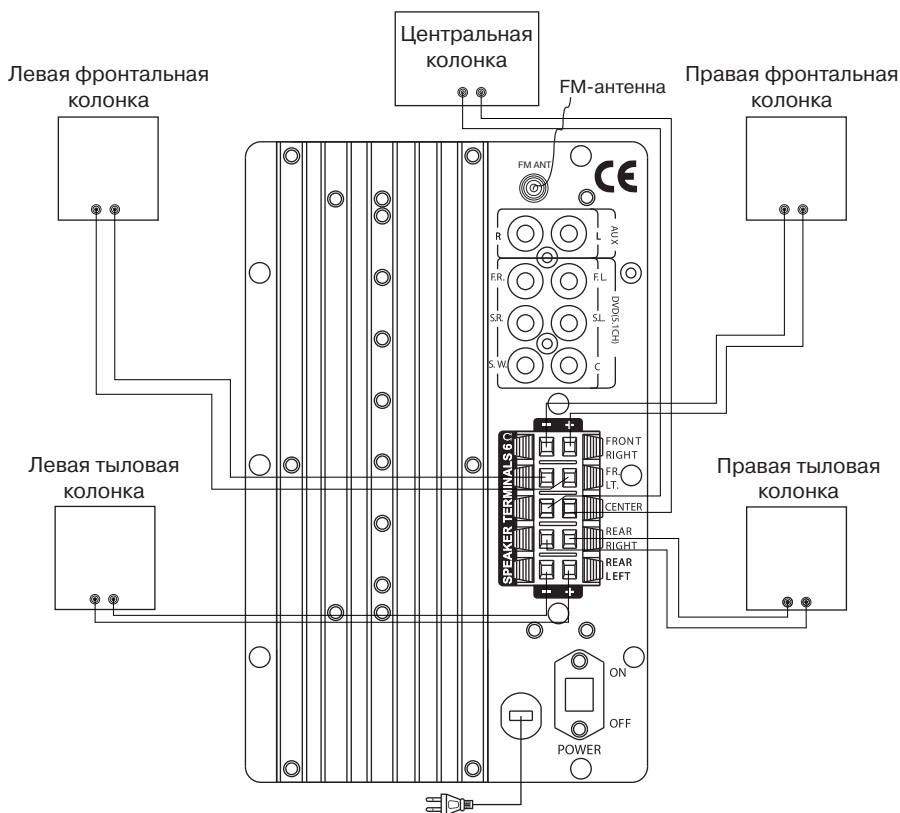 Центральная
колонка
Левая фронтальная
колонка
FM-антенна
Правая фронтальная
колонка
FM ANT.
CE
R
L
AUX
F.R.
F.L.
S.R.
S.L.
DVD(5.1CH)
S.W.
C
- +
SPEAKER TERMINALS 6Ω
FRONT
RIGHT
FR.
LT.
CENTER
REAR
RIGHT
REAR
LEFT
- +
Левая тыловая
колонка
Правая тыловая
колонка
ON
OFF
POWER